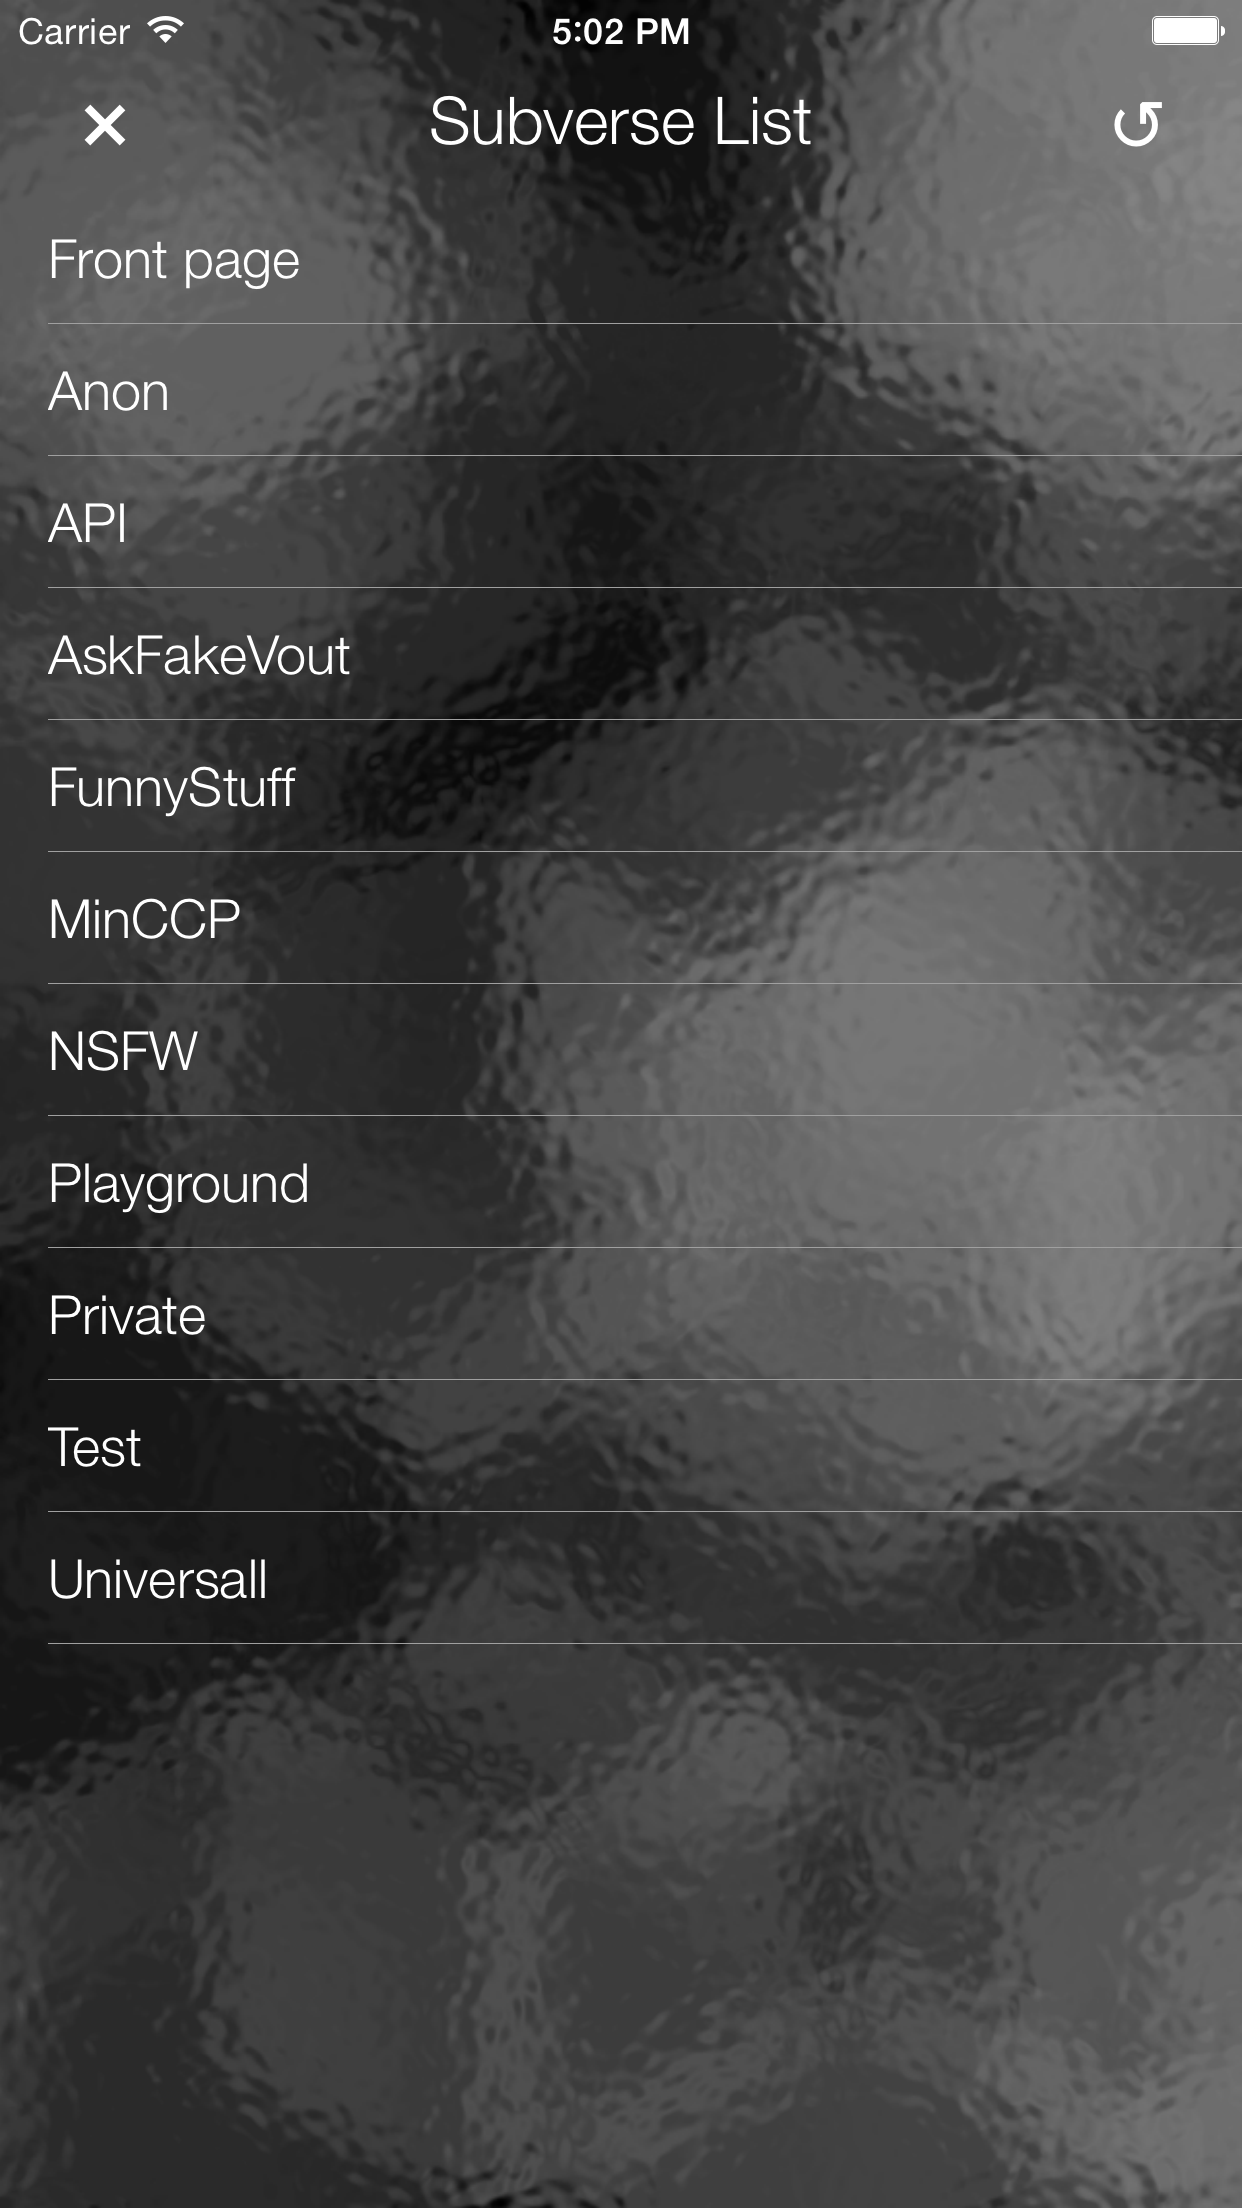 Carrier 5:02 PM
Subverse List
Front page
Anon
API
AskFakeVout
FunnyStuff
MinCCP
NSFW
Playground
Private
Test
Universall